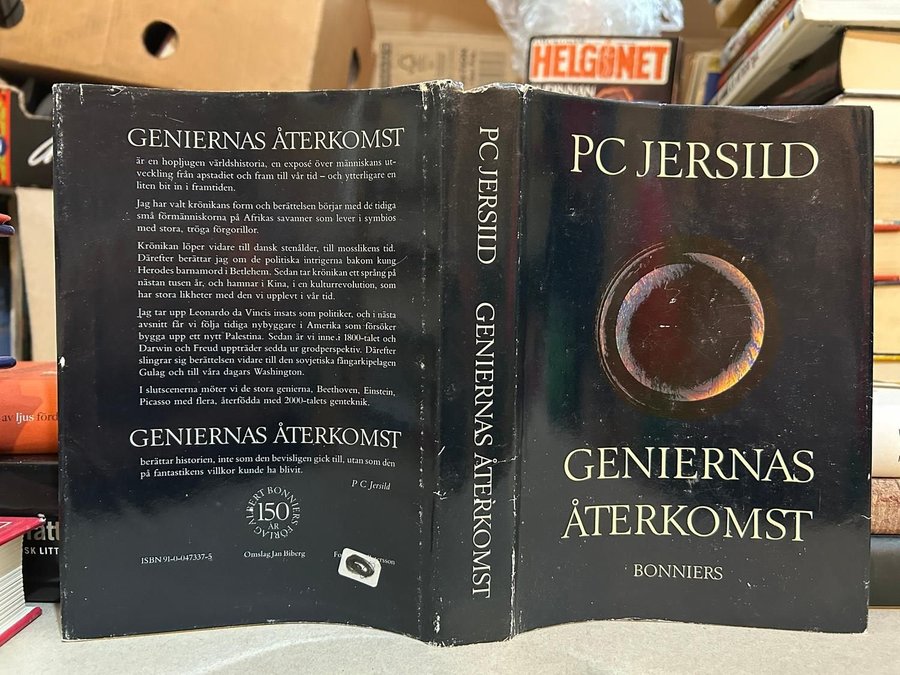 GENIERNAS ÅTERKOMST
är en hopljugen världshistoria, en exposé över människans ut-
veckling från apstadiet och fram till vår tid – och ytterligare en
liten bit in i framtiden.
Jag har valt krönikans form och berättelsen börjar med de tidiga
små förmänniskorna på Afrikas savanner som lever i symbios
med stora, tröga förgorillor.
Krönikan löper vidare till dansk stenålder, till mosslikens tid.
Därefter berättar jag om de politiska intrigerna bakom kung
Herodes barnamord i Betlehem. Sedan tar krönikan ett språng på
nästan tusen år, och hamnar i Kina, i en kulturrevolution, som
har stora likheter med den vi upplevt i vår tid.
Jag tar upp Leonardo da Vincis insats som politiker, och i nästa
avsnitt får vi följa tidiga nybyggare i Amerika som försöker
bygga upp ett nytt Palestina. Sedan är vi inne i 1800-talet och
Darwin och Freud uppträder sedda ur grodperspektiv. Därefter
slingrar sig berättelsen vidare till den sovjetiska fångarkipelagen
Gulag och till våra dagars Washington.
I slutscenerna möter vi de stora genierna, Beethoven, Einstein,
Picasso med flera, återfödda med 2000-talets genteknik.
GENIERNAS ÅTERKOMST
berättar historien, inte som den bevisligen gick till, utan som den
på fantastikens villkor kunde ha blivit.
P C Jersild
ALBERT BONNIERS FÖRLAG
150
ÅR
ISBN 91-0-047337-5 Omslag Jan Biberg
PC JERSILD GENIERNAS ÅTERKOMST
PC JERSILD
GENIERNAS
ÅTERKOMST
BONNIERS
HELGONET
av ljus